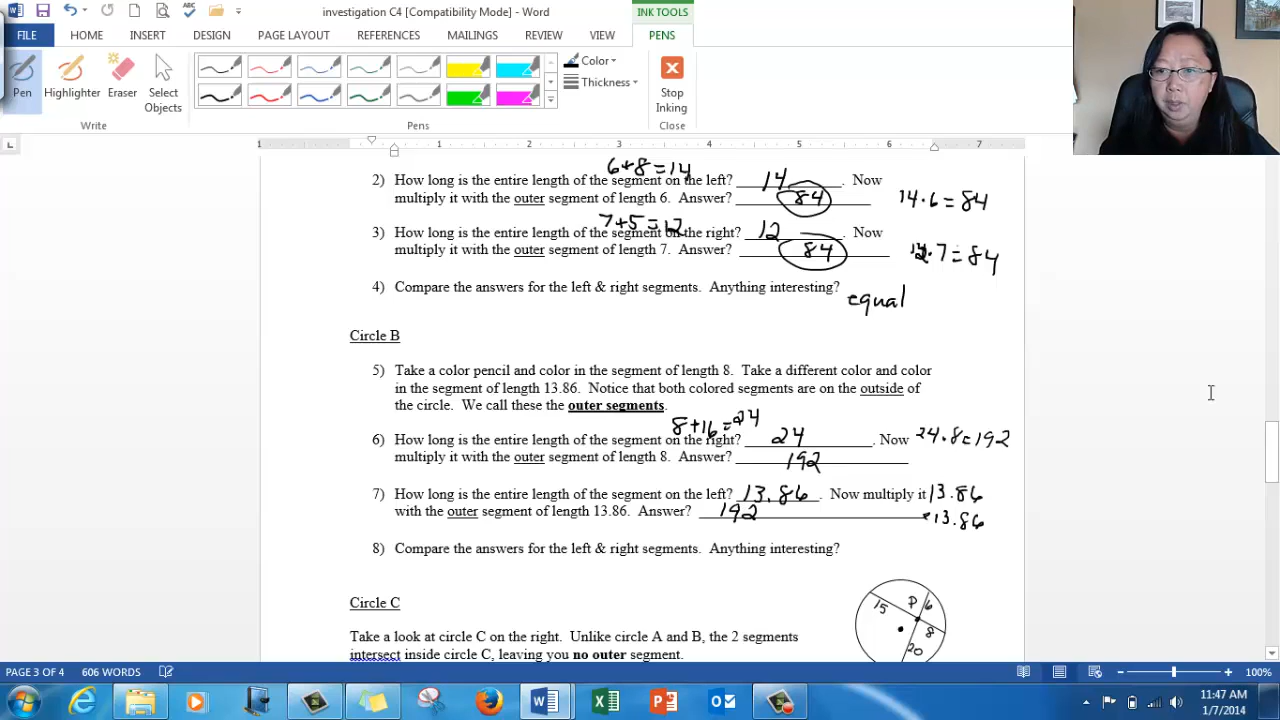 investigation C4 [Compatibility Mode] - Word
INK TOOLS
FILE
HOME
INSERT
DESIGN
PAGE LAYOUT
REFERENCES
MAILINGS
REVIEW
VIEW
PENS
Pen
Highlighter
Eraser
Select
Objects
Color
Thickness
Stop
Inking
Write
Pens
Close
1 1 2 3 4 5 6 7
6+8=14
2) How long is the entire length of the segment on the left? 14. Now
multiply it with the outer segment of length 6. Answer? 84
14·6=84
7+5=12
3) How long is the entire length of the segment on the right? 12. Now
multiply it with the outer segment of length 7. Answer? 84
12·7=84
4) Compare the answers for the left & right segments. Anything interesting?
equal
Circle B
5) Take a color pencil and color in the segment of length 8. Take a different color and color
in the segment of length 13.86. Notice that both colored segments are on the outside of
the circle. We call these the outer segments.
8+16=24
6) How long is the entire length of the segment on the right? 24. Now 24·8=192
multiply it with the outer segment of length 8. Answer? 192
7) How long is the entire length of the segment on the left? 13.86. Now multiply it 13.86
with the outer segment of length 13.86. Answer? 192 ·13.86
8) Compare the answers for the left & right segments. Anything interesting?
Circle C
15 P 6
8
20
Take a look at circle C on the right. Unlike circle A and B, the 2 segments
intersect inside circle C, leaving you no outer segment.
PAGE 3 OF 4
606 WORDS
100%
11:47 AM
1/7/2014